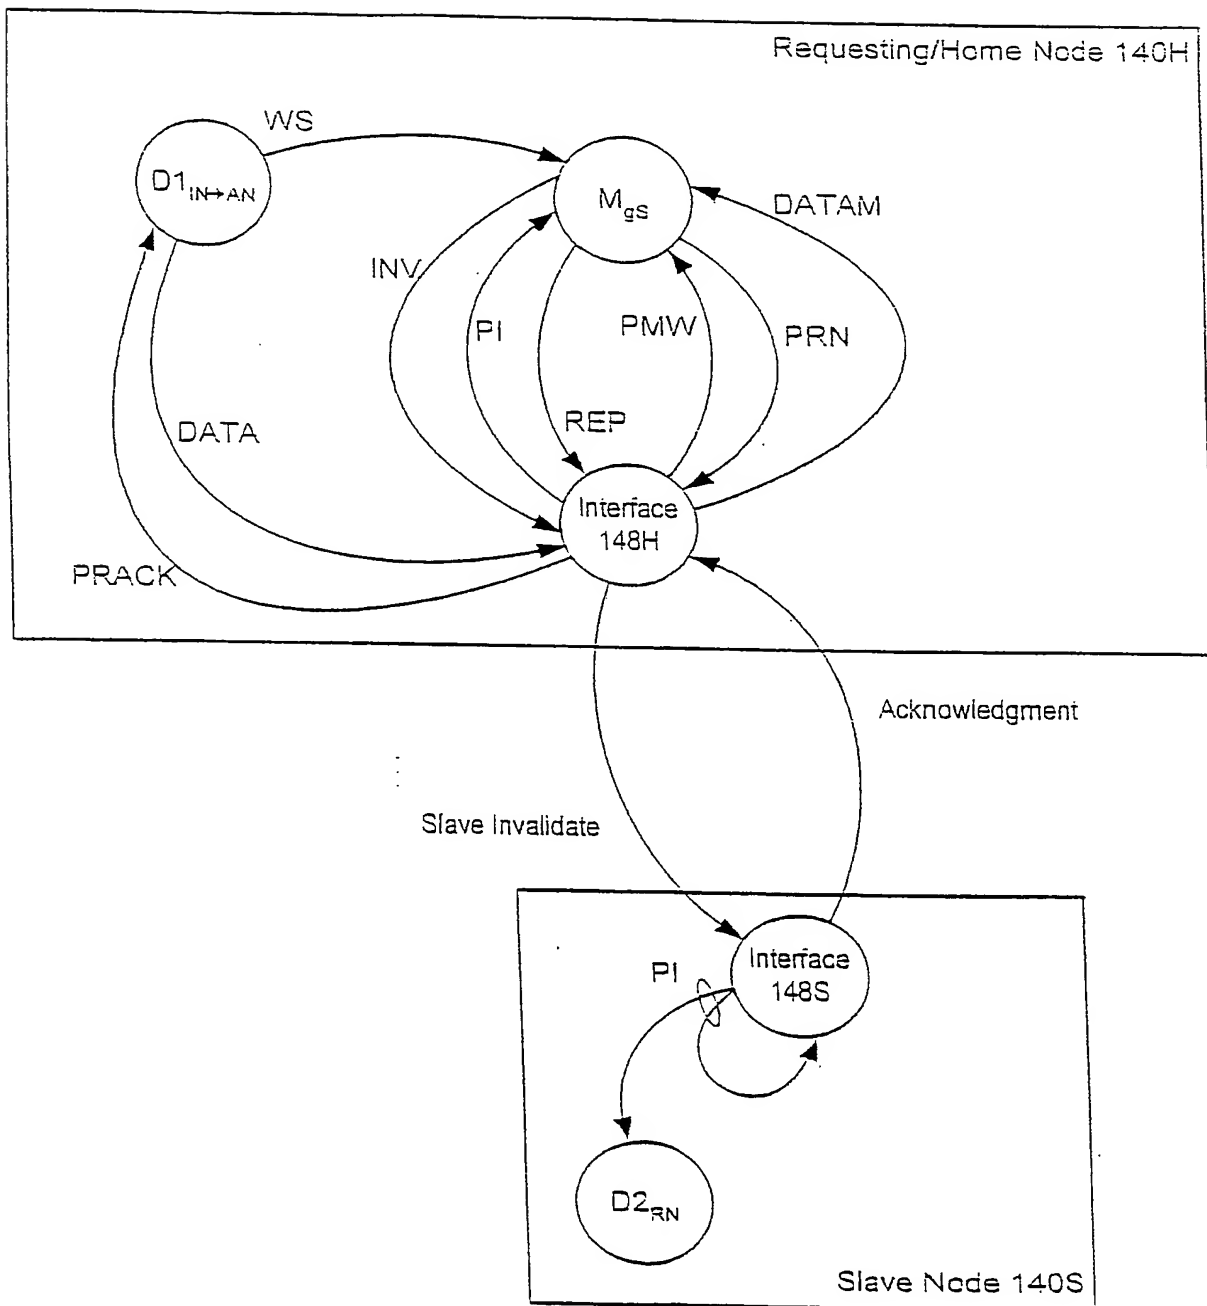 Requesting/Home Node 140H
WS
D1IN→AN
MgS
DATAM
INV
PI
PMW
PRN
REP
DATA
Interface
148H
PRACK
Acknowledgment
Slave Invalidate
Interface
148S
PI
D2RN
Slave Node 140S